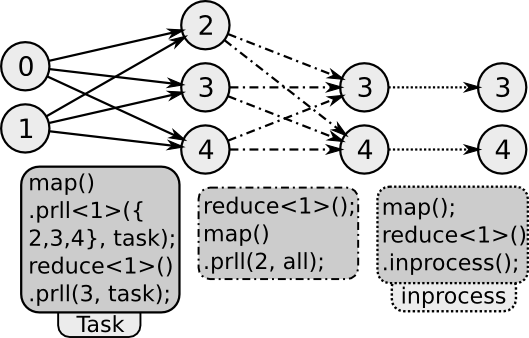 2
0
3
3
3
1
4
4
4
map()
.prll<1>({
2,3,4}, task);
reduce<1>()
.prll(3, task);
Task
reduce<1>();
map()
.prll(2, all);
map();
reduce<1>()
.inprocess();
inprocess